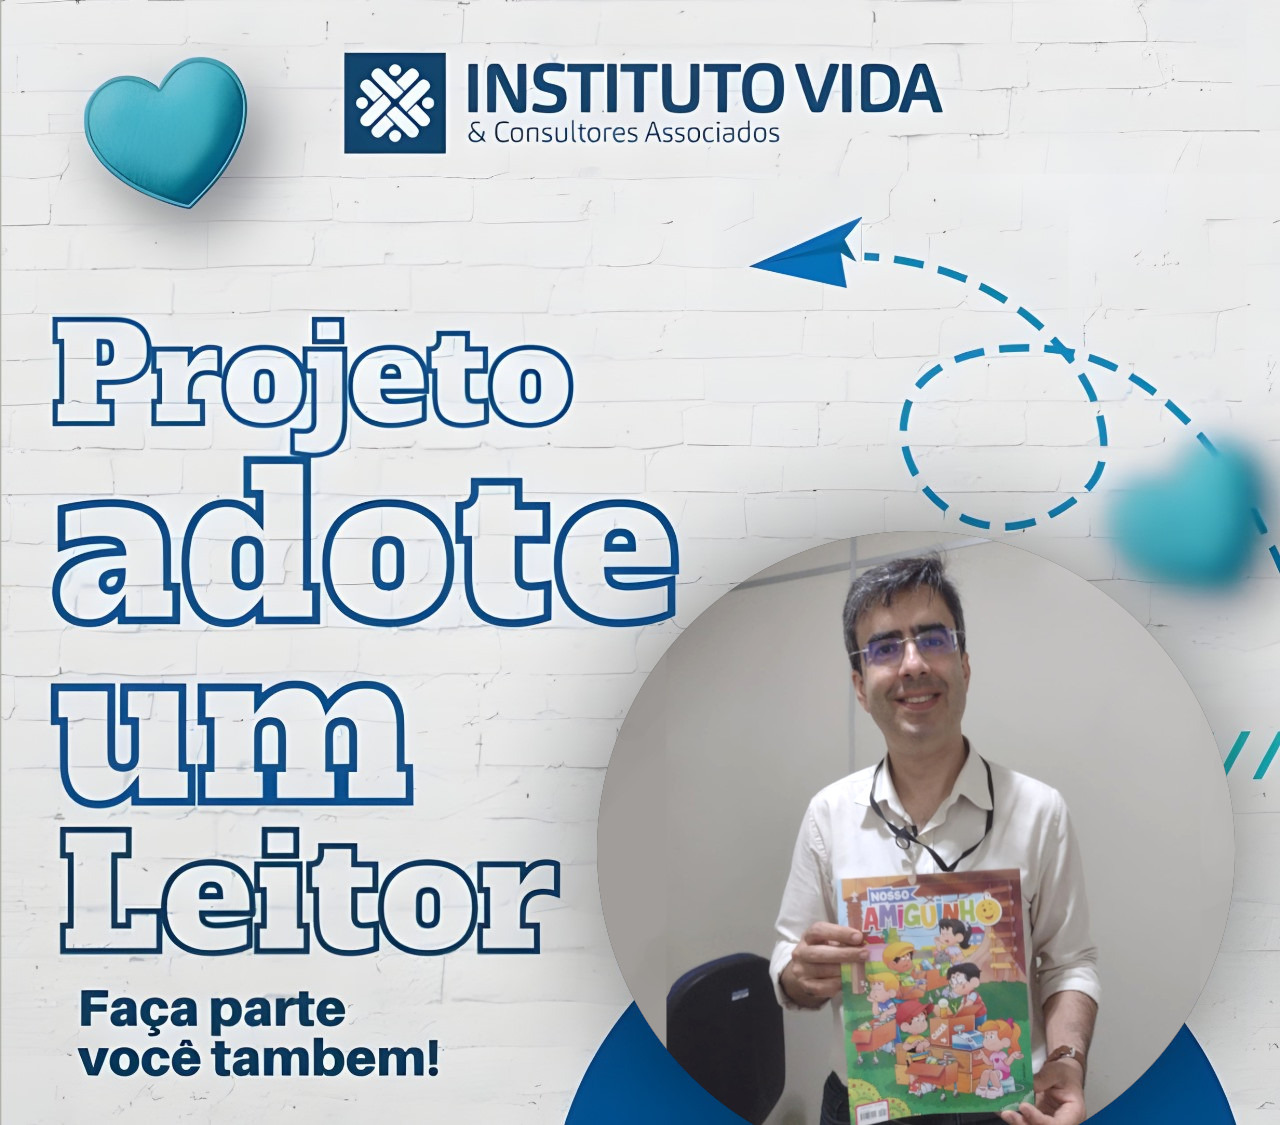 INSTITUTO VIDA
& Consultores Associados
Projeto
adote
um
Leitor
Faça parte
você tambem!
NOSSO
AMiGUiNHO